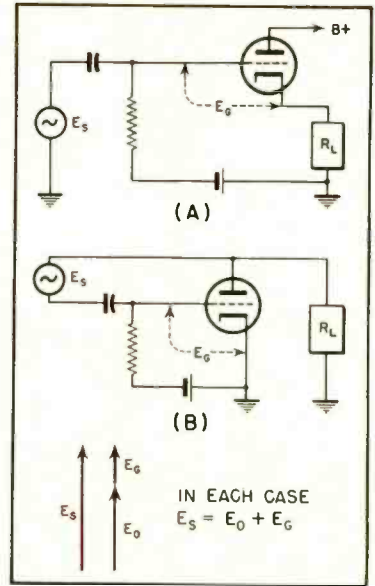 B+
E_G
E_S
R_L
(A)
E_S
E_G
R_L
(B)
E_G
E_S
E_O
IN EACH CASE
E_S = E_O + E_G